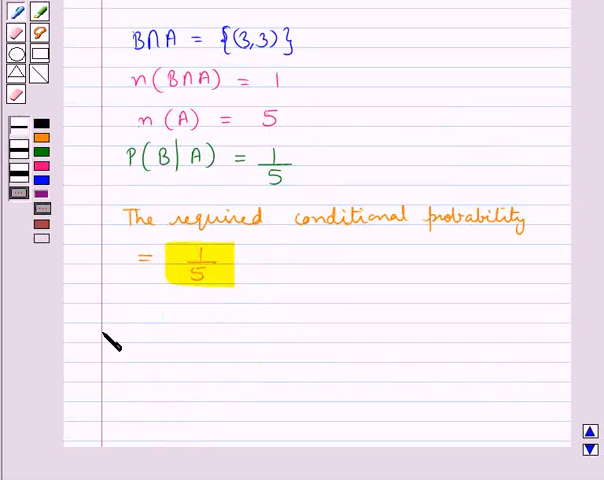 B∩A = {(3,3)}
n(B∩A) = 1
n(A) = 5
P(B|A) = 1/5
The required conditional probability
= 1/5